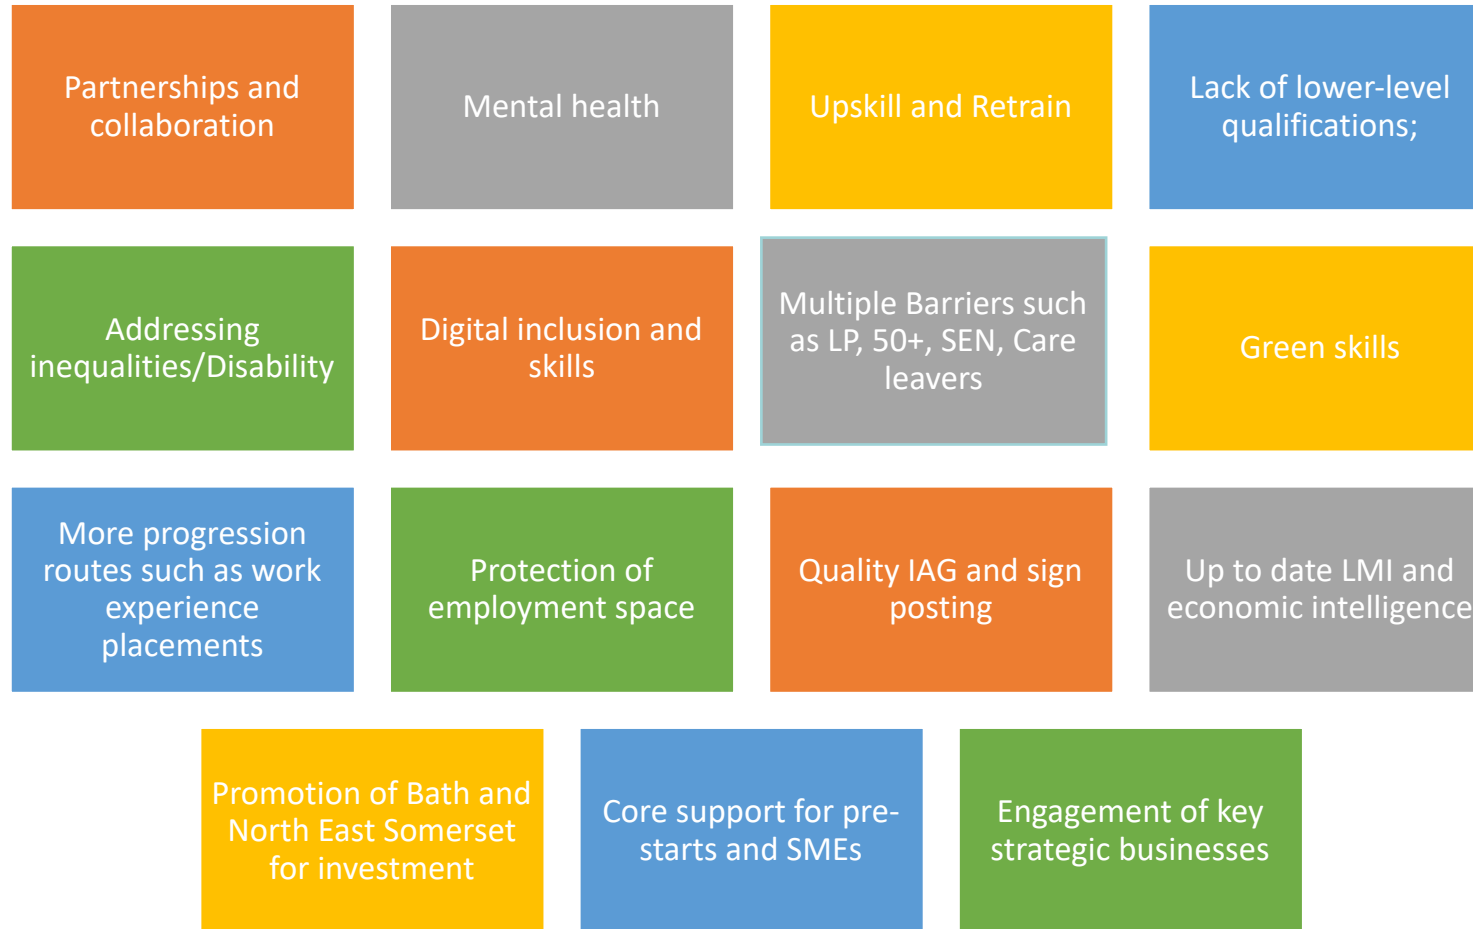 Partnerships and
collaboration
Mental health
Upskill and Retrain
Lack of lower-level
qualifications;
Addressing
inequalities/Disability
Digital inclusion and
skills
Multiple Barriers such
as LP, 50+, SEN, Care
leavers
Green skills
More progression
routes such as work
experience
placements
Protection of
employment space
Quality IAG and sign
posting
Up to date LMI and
economic intelligence
Promotion of Bath and
North East Somerset
for investment
Core support for pre-
starts and SMEs
Engagement of key
strategic businesses